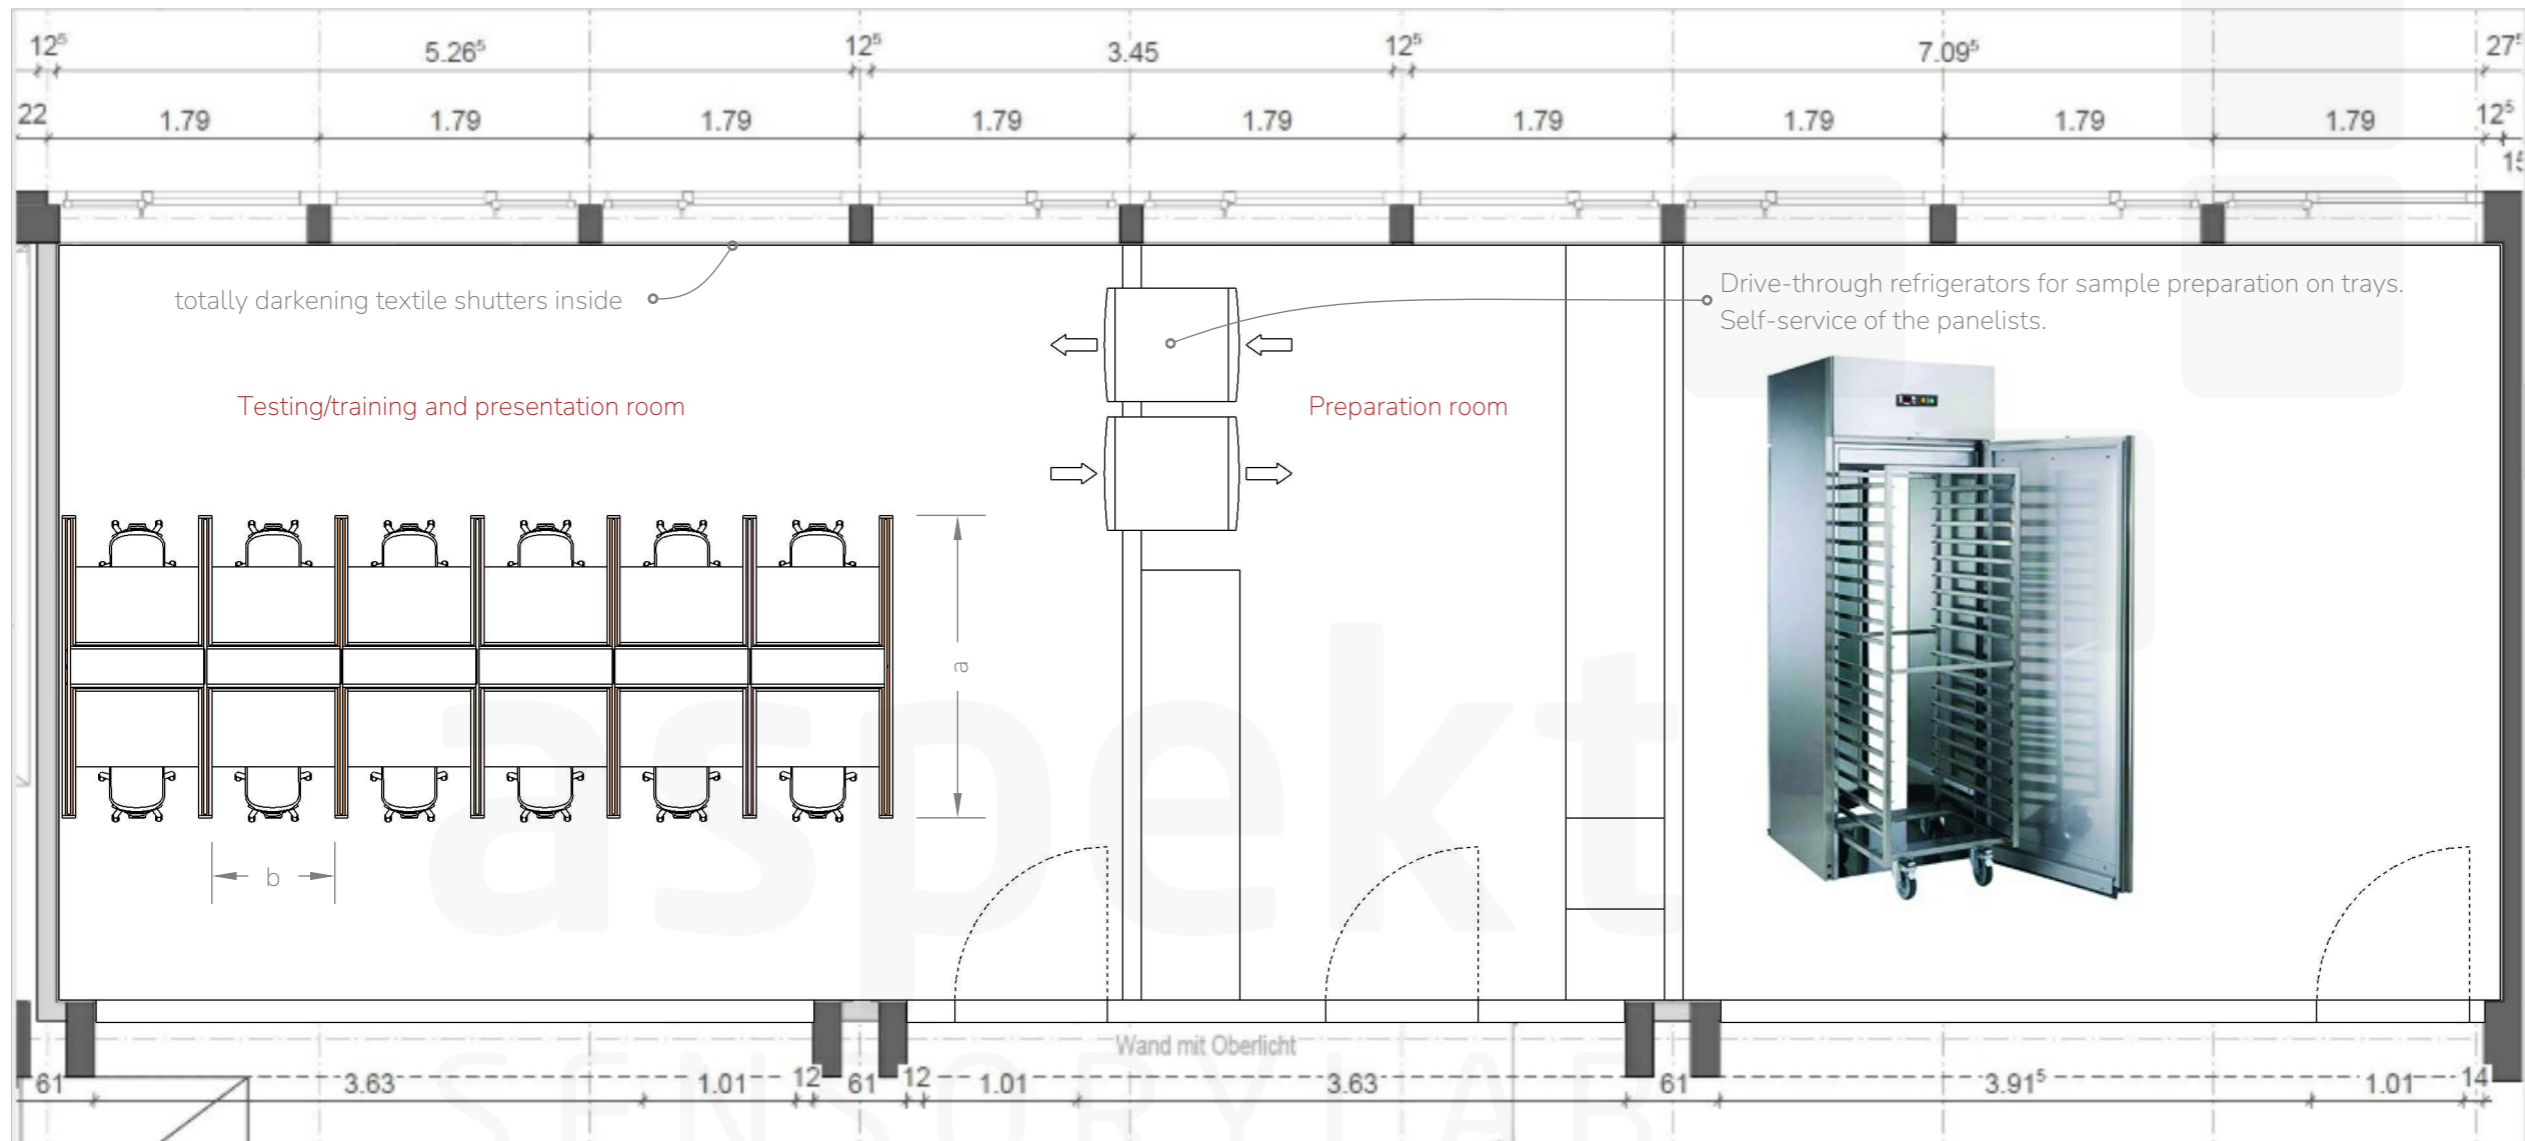 12⁵ 5.26⁵ 12⁵ 3.45 12⁵ 7.09⁵ 27⁵
22 1.79 1.79 1.79 1.79 1.79 1.79 1.79 1.79 1.79 12⁵
15
totally darkening textile shutters inside
Drive-through refrigerators for sample preparation on trays.
Self-service of the panelists.
Testing/training and presentation room
Preparation room
a
b
aspekt
Wand mit Oberlicht
SENSORYLAB
61 3.63 1.01 12 61 12 1.01 3.63 61 3.91⁵ 1.01 14